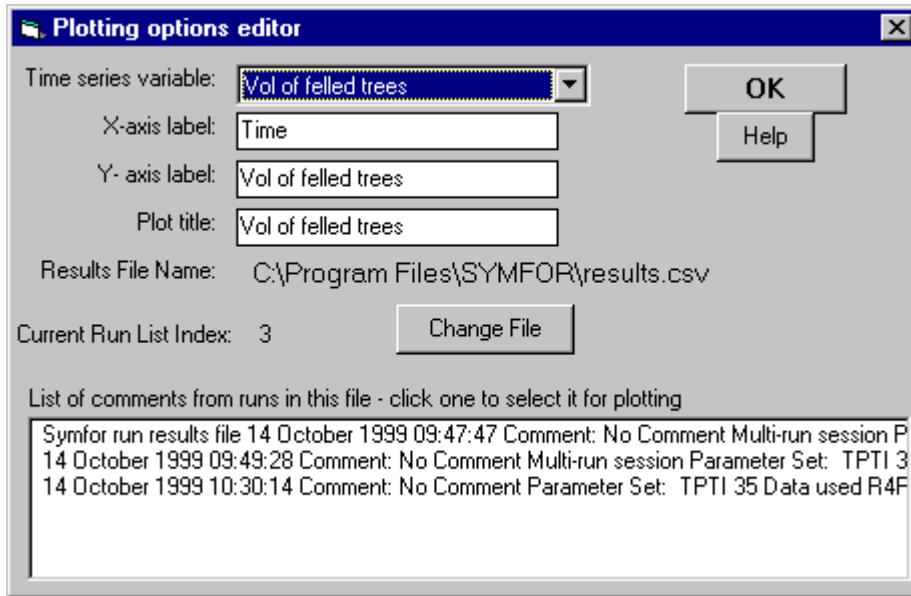 Plotting options editor
Time series variable: Vol of felled trees
OK
X-axis label: Time
Help
Y- axis label: Vol of felled trees
Plot title: Vol of felled trees
Results File Name: C:\Program Files\SYMFOR\results.csv
Current Run List Index: 3
Change File
List of comments from runs in this file - click one to select it for plotting
Symfor run results file 14 October 1999 09:47:47 Comment: No Comment Multi-run session P
14 October 1999 09:49:28 Comment: No Comment Multi-run session Parameter Set: TPTI 3
14 October 1999 10:30:14 Comment: No Comment Parameter Set: TPTI 35 Data used R4F